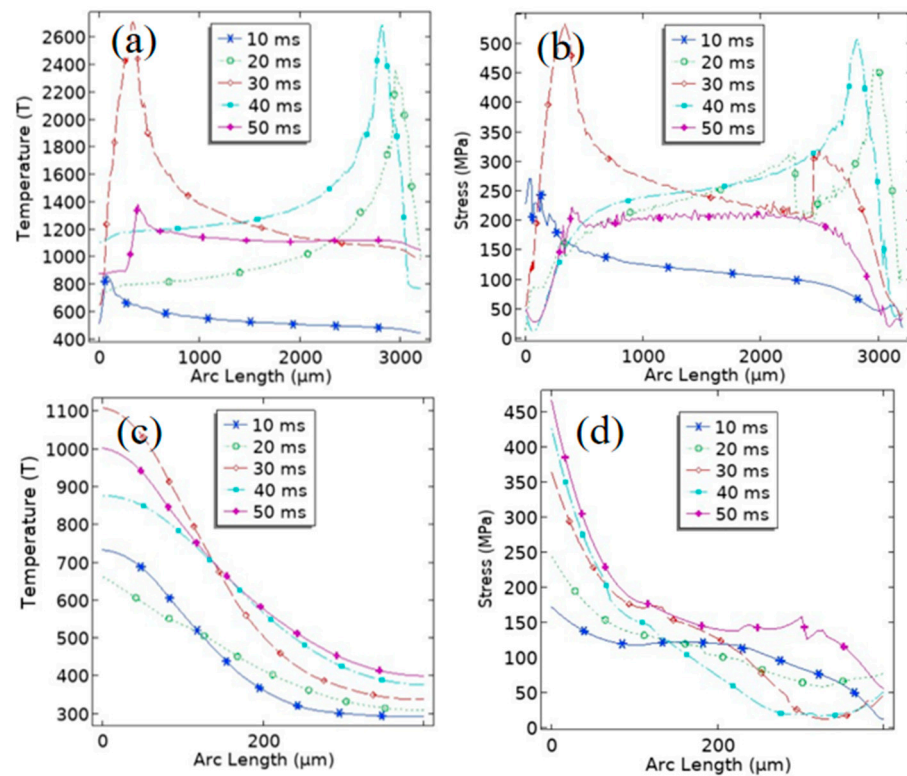 (a)
Temperature (T)
2600
2400
2200
2000
1800
1600
1400
1200
1000
800
600
400
10 ms
20 ms
30 ms
40 ms
50 ms
0
1000
2000
3000
Arc Length (μm)
(b)
Stress (MPa)
500
450
400
350
300
250
200
150
100
50
0
10 ms
20 ms
30 ms
40 ms
50 ms
0
1000
2000
3000
Arc Length (μm)
(c)
Temperature (T)
1100
1000
900
800
700
600
500
400
300
10 ms
20 ms
30 ms
40 ms
50 ms
0
200
Arc Length (μm)
(d)
Stress (MPa)
450
400
350
300
250
200
150
100
50
0
10 ms
20 ms
30 ms
40 ms
50 ms
0
200
Arc Length (μm)